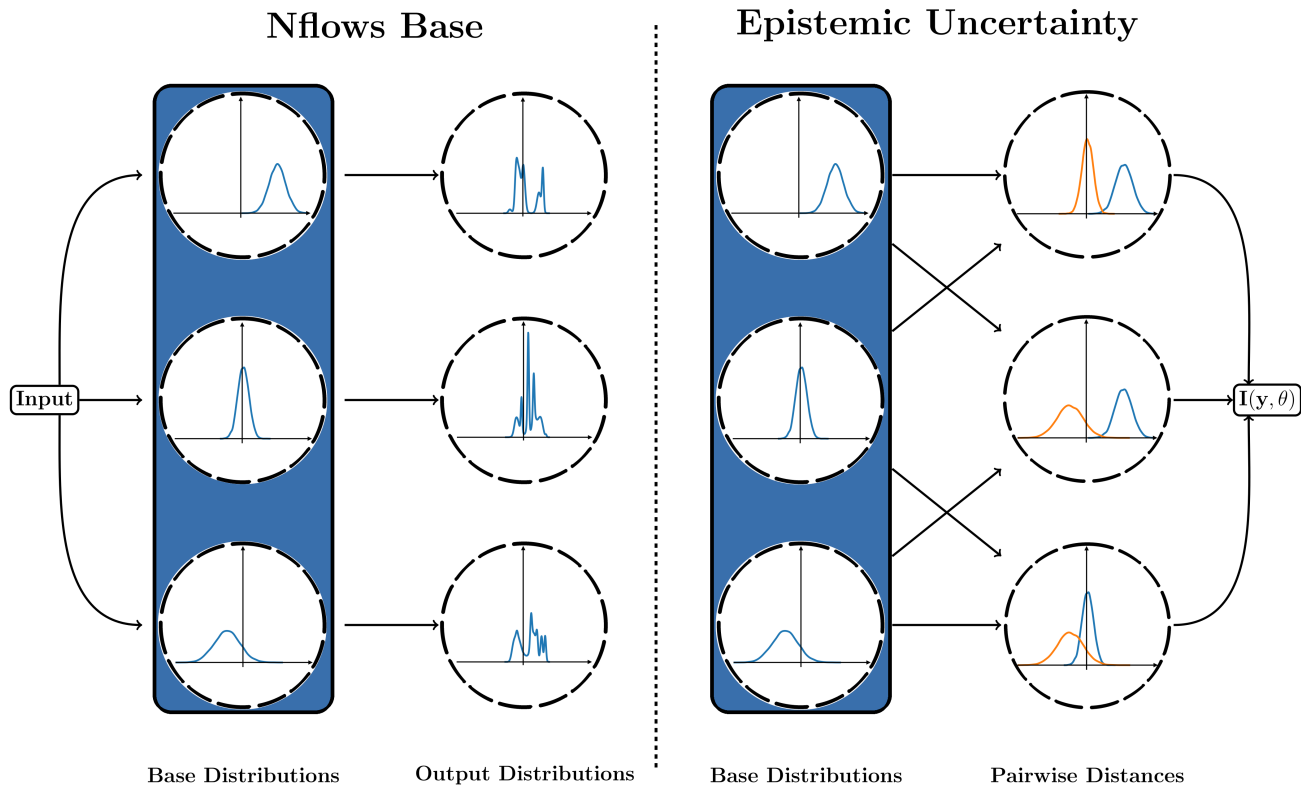 Nflows Base
Epistemic Uncertainty
Input
I(y, θ)
Base Distributions
Output Distributions
Base Distributions
Pairwise Distances